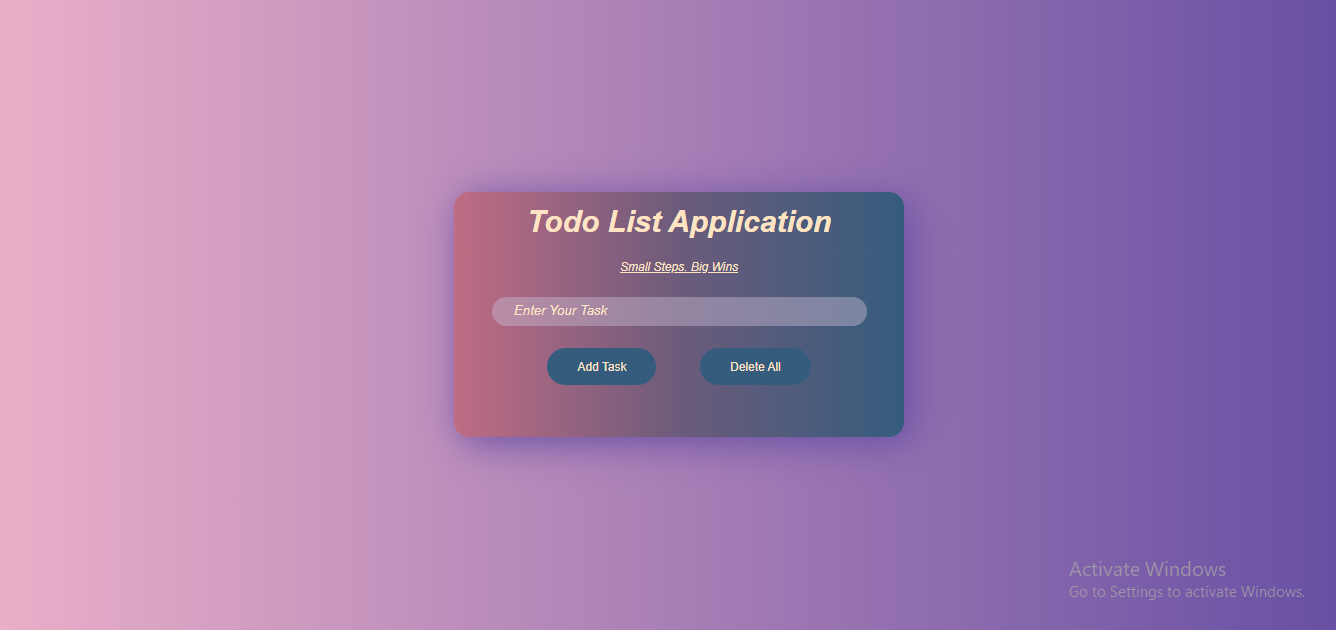 Todo List Application
Small Steps. Big Wins
Enter Your Task
Add Task
Delete All
Activate Windows
Go to Settings to activate Windows.